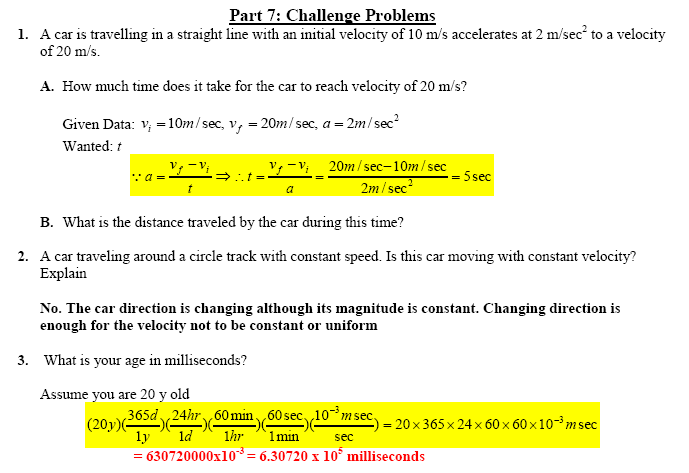 Part 7: Challenge Problems
1. A car is travelling in a straight line with an initial velocity of 10 m/s accelerates at 2 m/sec² to a velocity
of 20 m/s.
A. How much time does it take for the car to reach velocity of 20 m/s?
Given Data: vᵢ = 10m/sec, v_f = 20m/sec, a = 2m/sec²
Wanted: t
∵ a = (v_f − vᵢ)/t ⇒ ∴ t = (v_f − vᵢ)/a = (20m/sec−10m/sec)/(2m/sec²) = 5sec
B. What is the distance traveled by the car during this time?
2. A car traveling around a circle track with constant speed. Is this car moving with constant velocity?
Explain
No. The car direction is changing although its magnitude is constant. Changing direction is
enough for the velocity not to be constant or uniform
3. What is your age in milliseconds?
Assume you are 20 y old
(20y)(365d/1y)(24hr/1d)(60min/1hr)(60sec/1min)(10⁻³msec/sec) = 20×365×24×60×60×10⁻³msec
= 630720000x10⁻³ = 6.30720 x 10⁵ milliseconds